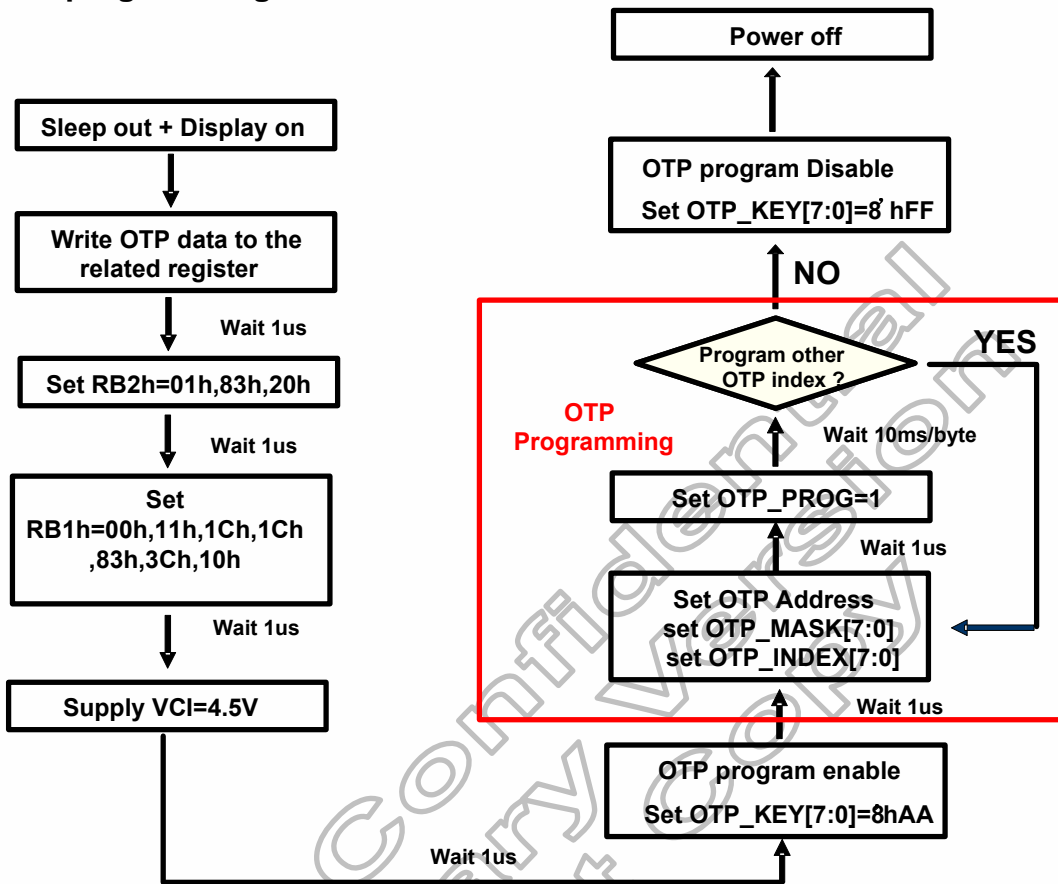 Sleep out + Display on
Write OTP data to the
related register
Wait 1us
Set RB2h=01h,83h,20h
Wait 1us
Set
RB1h=00h,11h,1Ch,1Ch
,83h,3Ch,10h
Wait 1us
Supply VCI=4.5V
Wait 1us
OTP program enable
Set OTP_KEY[7:0]=8'hAA
Wait 1us
Set OTP Address
set OTP_MASK[7:0]
set OTP_INDEX[7:0]
Wait 1us
Set OTP_PROG=1
Wait 10ms/byte
OTP
Programming
Program other
OTP index ?
YES
NO
OTP program Disable
Set OTP_KEY[7:0]=8'hFF
Power off
Confidential
Version
Copy